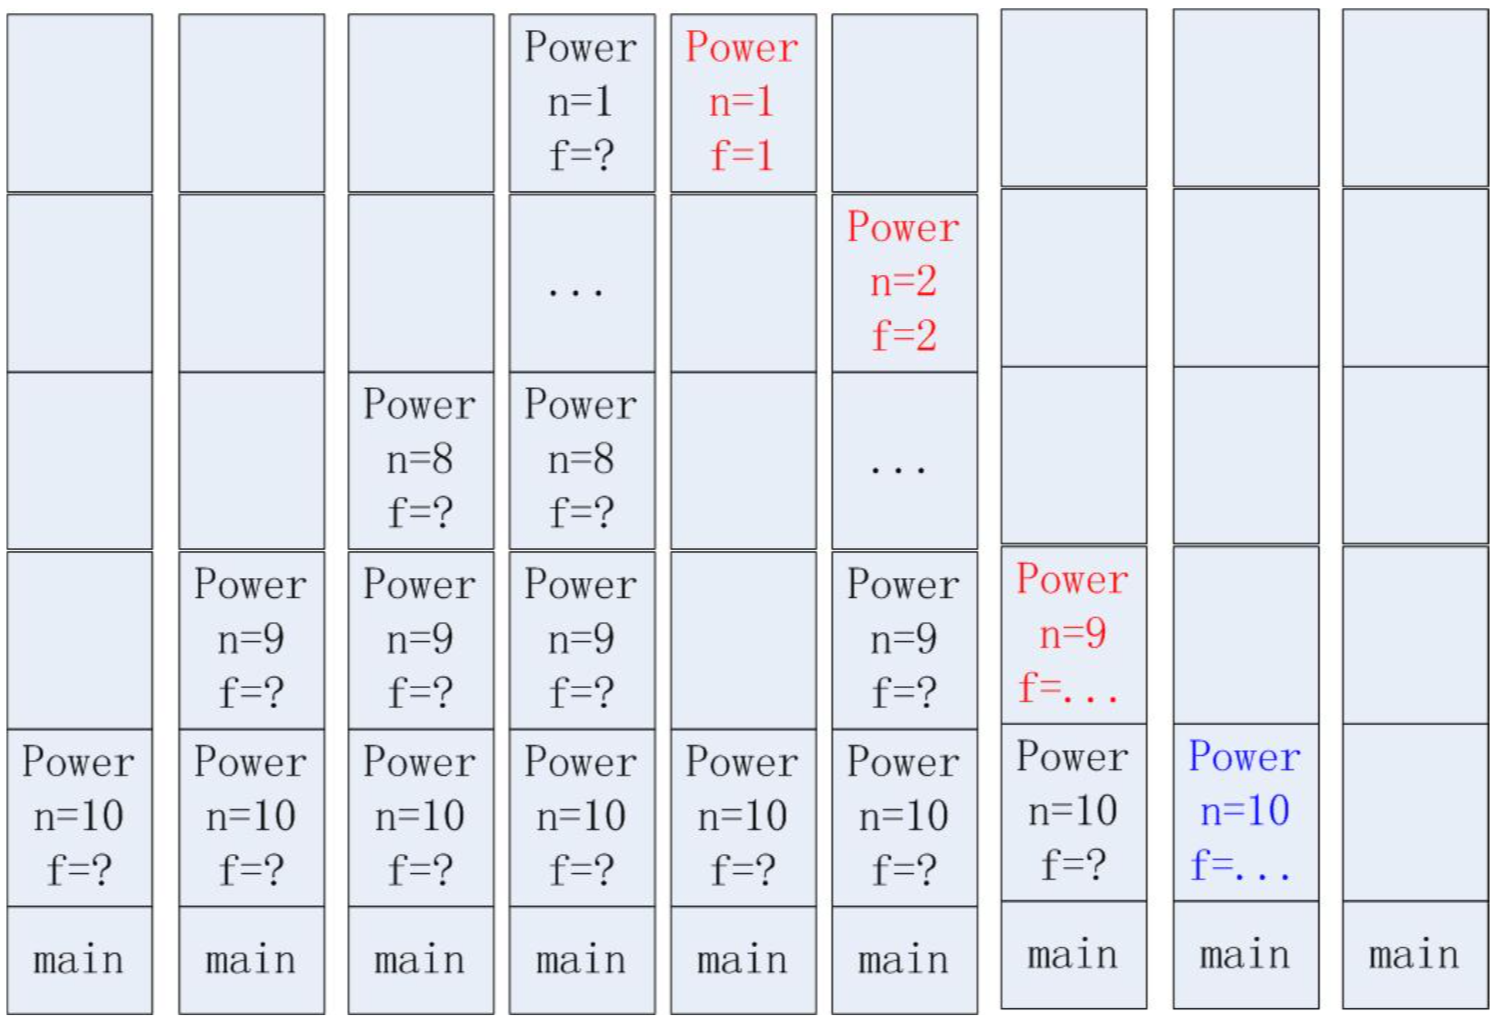 Power
n=1
f=?
Power
n=1
f=1
...
Power
n=2
f=2
Power
n=8
f=?
Power
n=8
f=?
...
Power
n=9
f=?
Power
n=9
f=?
Power
n=9
f=?
Power
n=9
f=?
Power
n=9
f=...
Power
n=10
f=?
Power
n=10
f=?
Power
n=10
f=?
Power
n=10
f=?
Power
n=10
f=?
Power
n=10
f=?
Power
n=10
f=?
Power
n=10
f=...
main
main
main
main
main
main
main
main
main